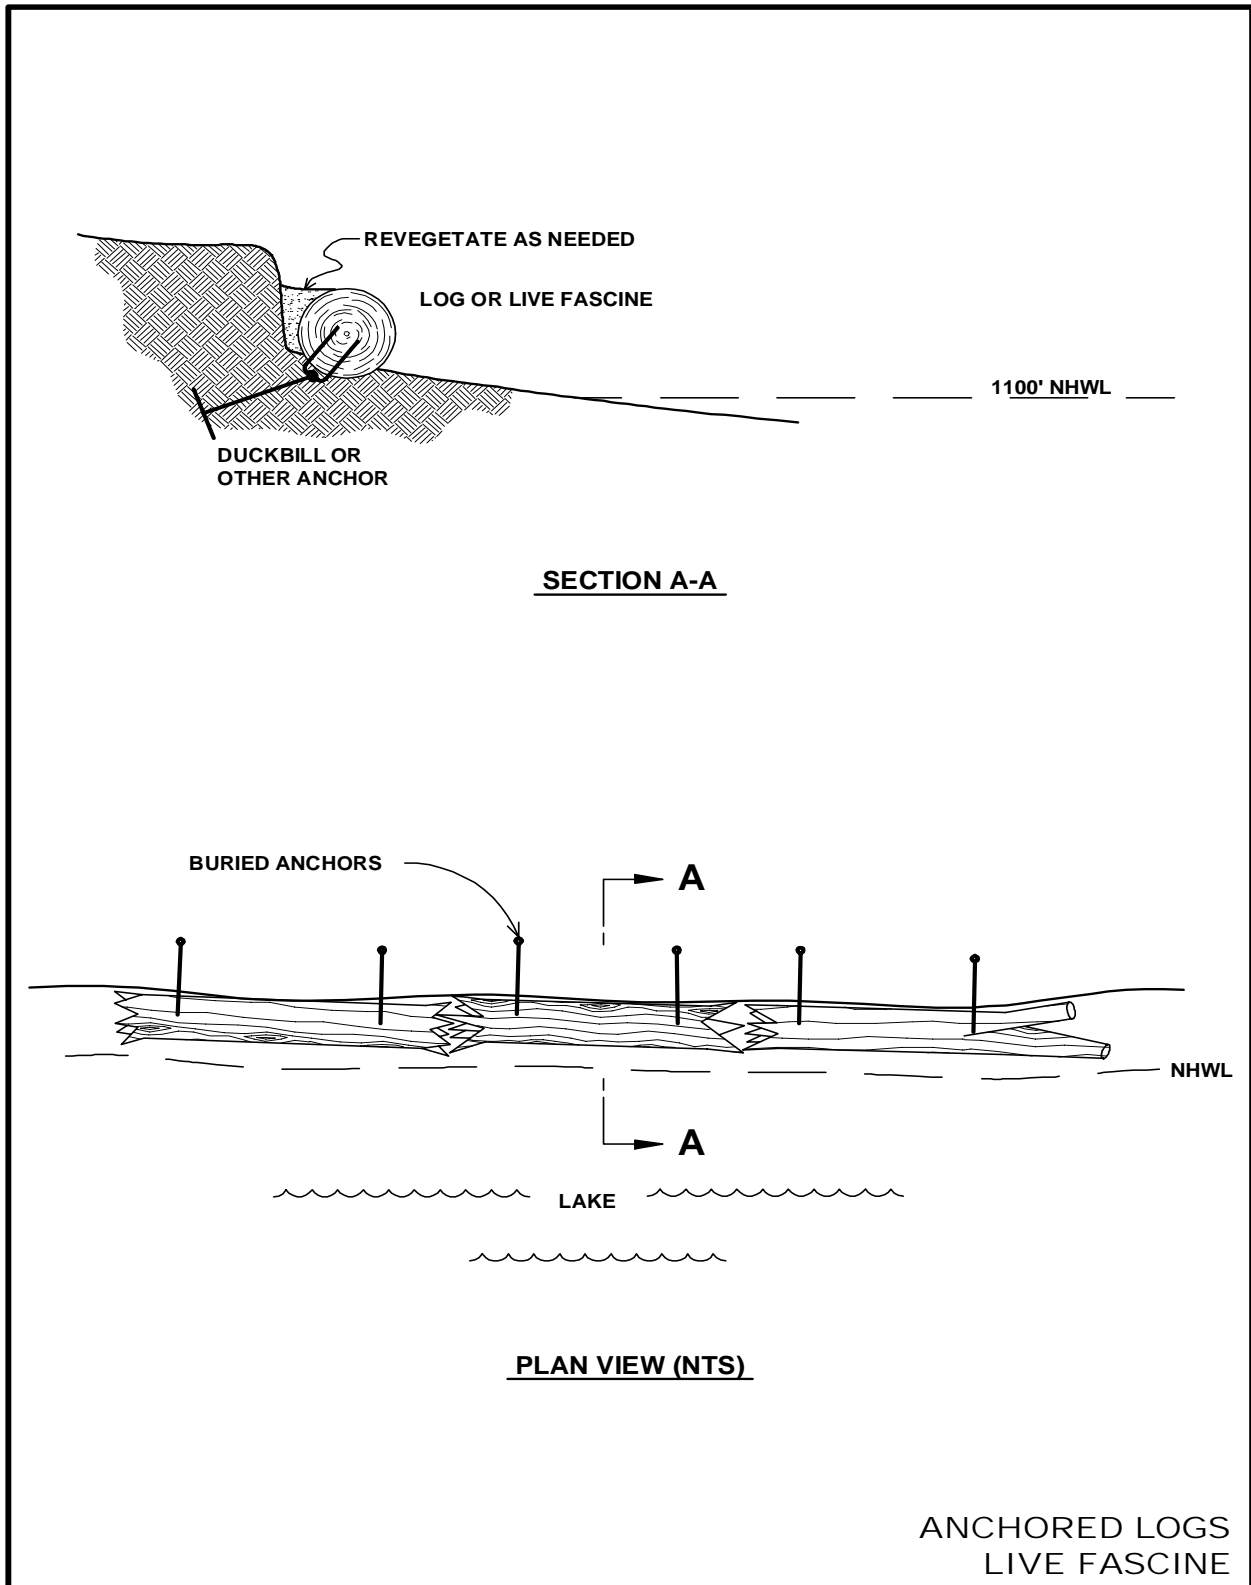 REVEGETATE AS NEEDED
LOG OR LIVE FASCINE
1100' NHWL
DUCKBILL OR
OTHER ANCHOR
SECTION A-A
BURIED ANCHORS
A
NHWL
A
LAKE
PLAN VIEW (NTS)
ANCHORED LOGS
LIVE FASCINE